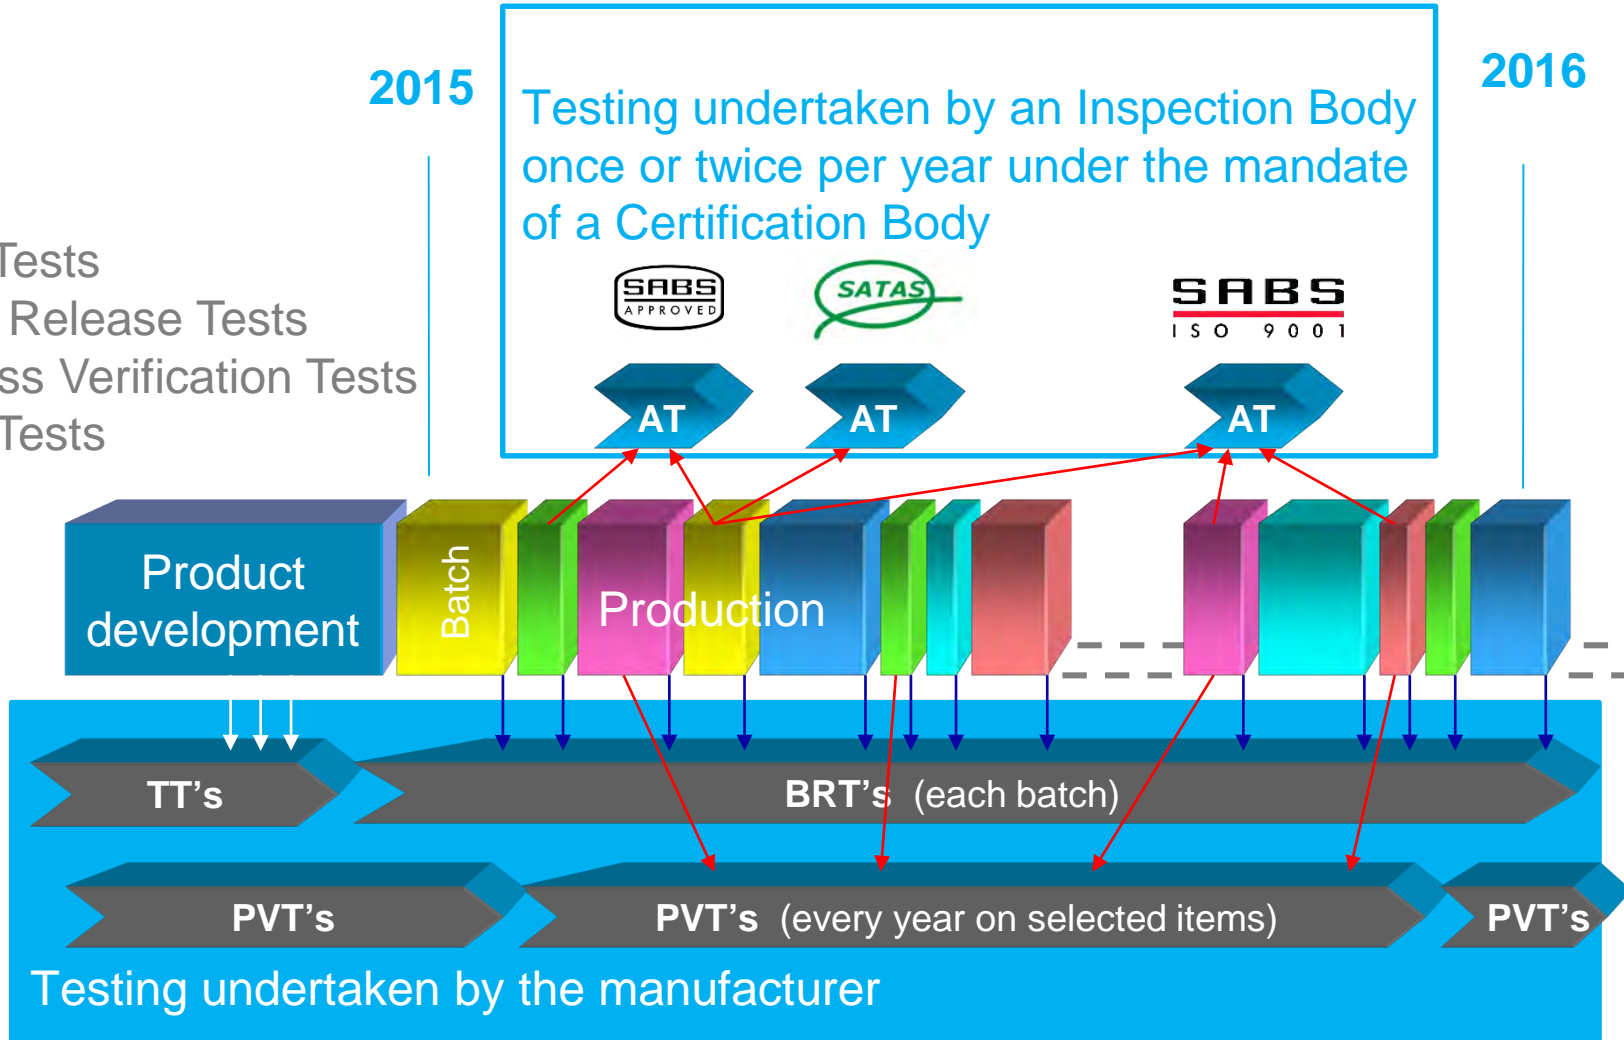 2015
2016
Testing undertaken by an Inspection Body
once or twice per year under the mandate
of a Certification Body
Tests
Release Tests
ss Verification Tests
Tests
SABS
APPROVED
SATAS
SABS
ISO 9001
AT
AT
AT
Product
development
Batch
Production
TT's
BRT's (each batch)
PVT's
PVT's (every year on selected items)
PVT's
Testing undertaken by the manufacturer